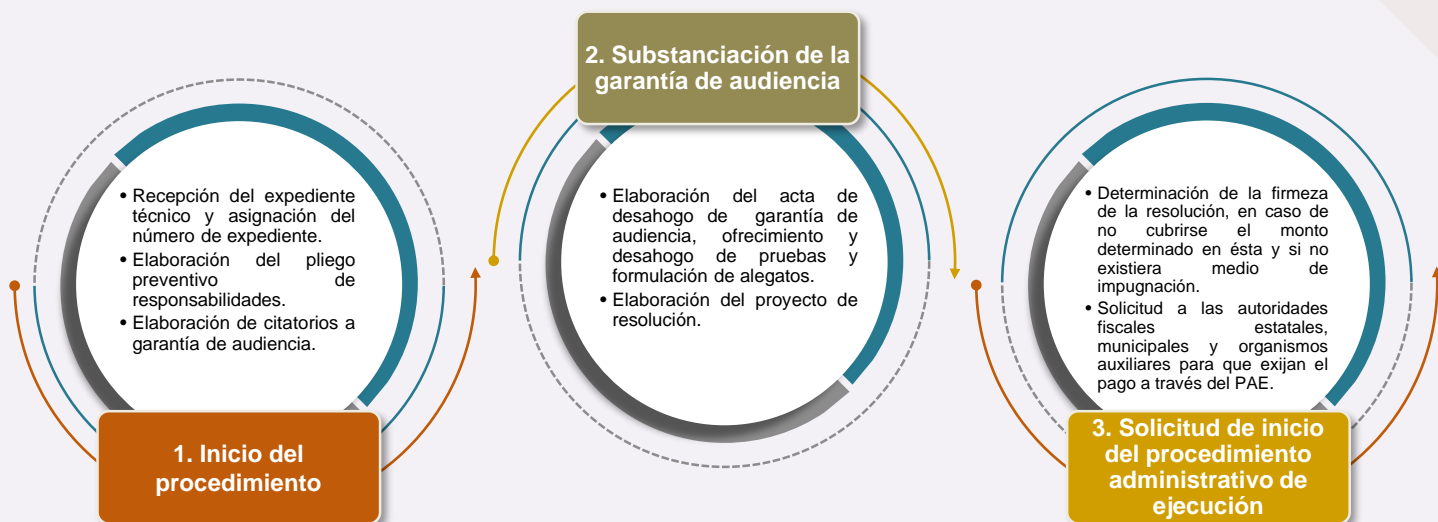 • Recepción del expediente
técnico y asignación del
número de expediente.
• Elaboración del pliego
preventivo de
responsabilidades.
• Elaboración de citatorios a
garantía de audiencia.
1. Inicio del
procedimiento
2. Substanciación de la
garantía de audiencia
• Elaboración del acta de
desahogo de garantía de
audiencia, ofrecimiento y
desahogo de pruebas y
formulación de alegatos.
• Elaboración del proyecto de
resolución.
• Determinación de la firmeza
de la resolución, en caso de
no cubrirse el monto
determinado en ésta y si no
existiera medio de
impugnación.
• Solicitud a las autoridades
fiscales estatales,
municipales y organismos
auxiliares para que exijan el
pago a través del PAE.
3. Solicitud de inicio
del procedimiento
administrativo de
ejecución